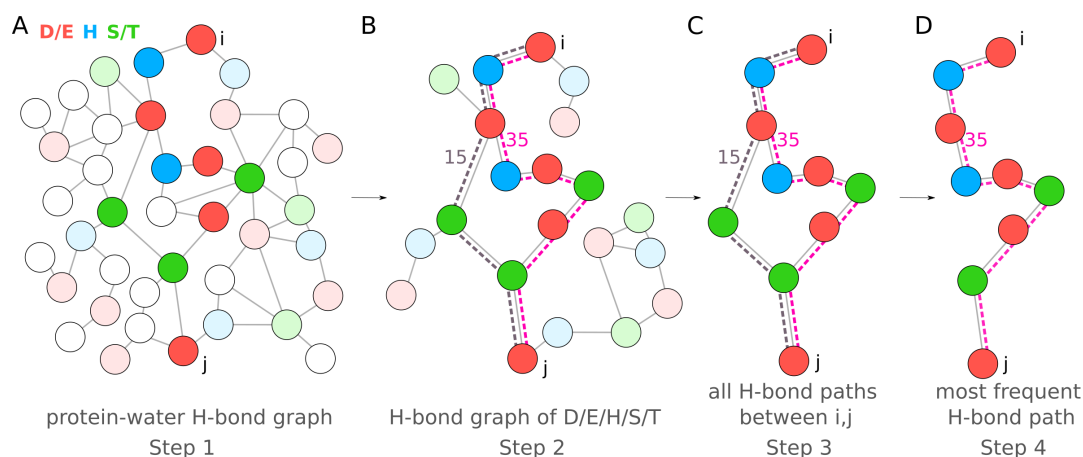 A
D/E H S/T
i
j
protein-water H-bond graph
Step 1
B
i
35
15
j
H-bond graph of D/E/H/S/T
Step 2
C
i
35
15
j
all H-bond paths
between i,j
Step 3
D
i
35
j
most frequent
H-bond path
Step 4